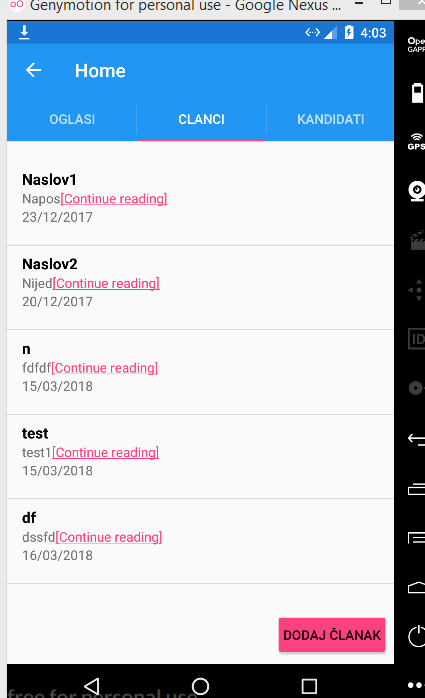 Genymotion for personal use - Google Nexus ...
4:03
Home
OGLASI
CLANCI
KANDIDATI
Naslov1
Napos[Continue reading]
23/12/2017
Naslov2
Nijed[Continue reading]
20/12/2017
n
fdfdf[Continue reading]
15/03/2018
test
test1[Continue reading]
15/03/2018
df
dssfd[Continue reading]
16/03/2018
DODAJ ČLANAK
free for personal use
GPS
ID